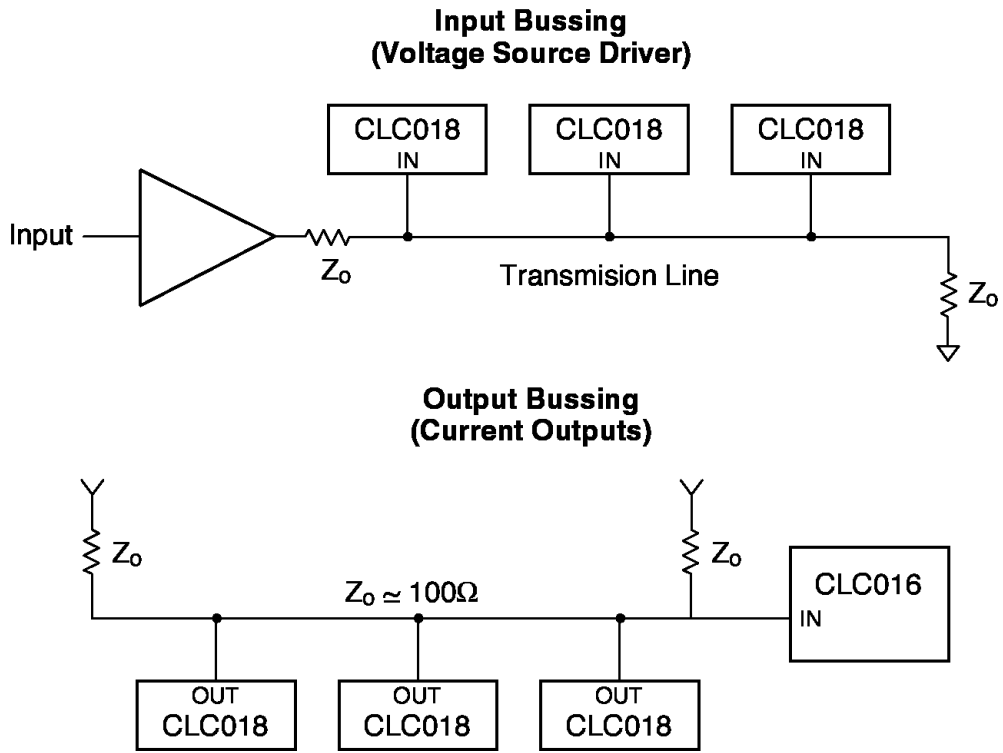 Input Bussing
(Voltage Source Driver)
CLC018
IN
CLC018
IN
CLC018
IN
Input
Zo
Transmision Line
Zo
Output Bussing
(Current Outputs)
Zo
Zo
Zo ≃ 100Ω
CLC016
IN
OUT
CLC018
OUT
CLC018
OUT
CLC018